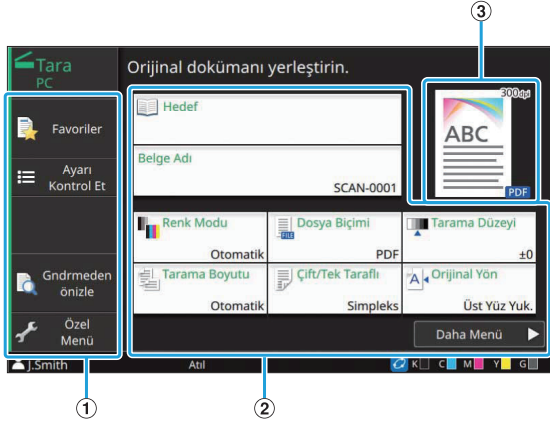 ③
Tara
PC
Orijinal dokümanı yerleştirin.
300dpi
ABC
PDF
Favoriler
Ayarı
Kontrol Et
Gndrmeden
önizle
Özel
Menü
Hedef
Belge Adı
SCAN-0001
Renk Modu
Otomatik
Dosya Biçimi
FILE
PDF
Tarama Düzeyi
±0
Tarama Boyutu
Otomatik
Çift/Tek Taraflı
Simpleks
A
Orijinal Yön
Üst Yüz Yuk.
Daha Menü
J.Smith
Atıl
K C M Y G
① ②